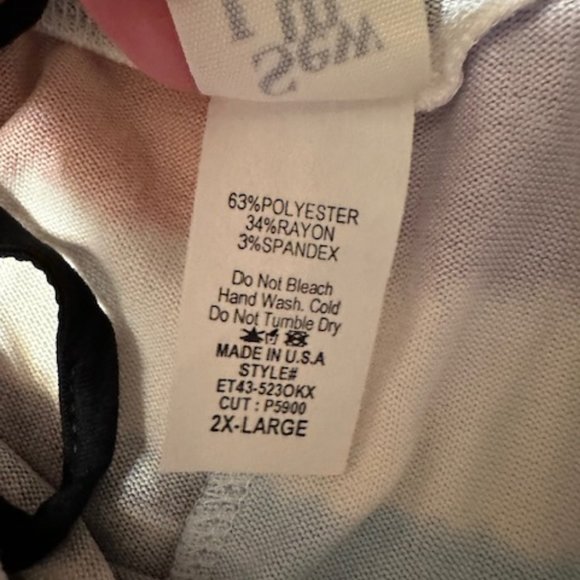 Sew
I'm
63%POLYESTER
34%RAYON
3%SPANDEX
Do Not Bleach
Hand Wash. Cold
Do Not Tumble Dry
MADE IN U.S.A
STYLE#
ET43-523OKX
CUT : P5900
2X-LARGE